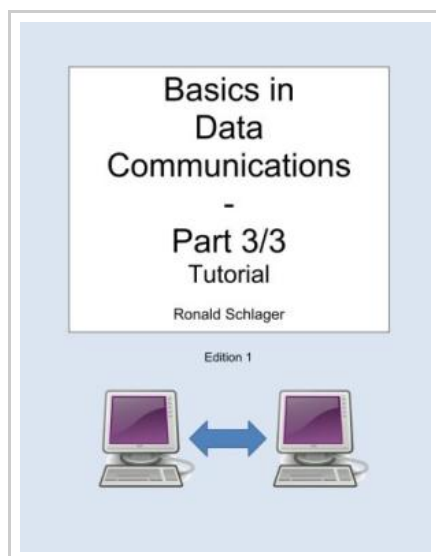 Basics in
Data
Communications
-
Part 3/3
Tutorial
Ronald Schlager
Edition 1